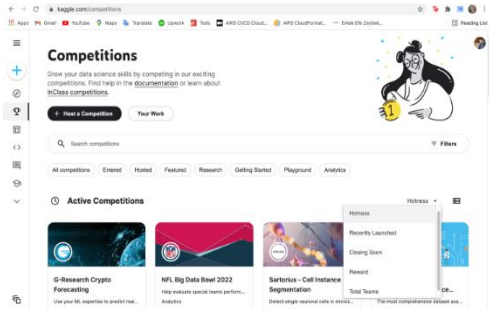 kaggle.com/competitions
Apps
Gmail
YouTube
Maps
Translate
Upwork
Todo
AWS CI/CD Cloud...
AWS CloudFormat...
Reading List
Competitions
Grow your data science skills by competing in our exciting
competitions. Find help in the documentation or learn about
InClass competitions.
+ Host a Competition
Your Work
1
Search competitions
Filters
All competitions
Entered
Hosted
Featured
Research
Getting Started
Playground
Analytics
Active Competitions
Hotness
Hotness
Recently Launched
Closing Soon
Reward
Total Teams
G-Research Crypto
Forecasting
Use your ML expertise to predict real...
NFL Big Data Bowl 2022
Help evaluate special teams perform...
Analytics
Sartorius - Cell Instance
Segmentation
Detect single neuronal cells in micros...
ce...
The most comprehensive dataset ava...